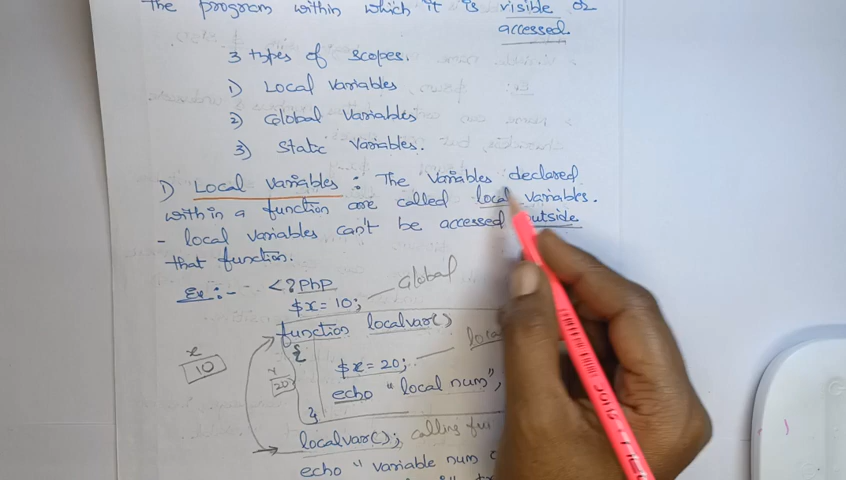 The program within which it is visible or
accessed.
3 types of scopes.
1) Local Variables
2) Global Variables
3) Static Variables.
1) Local Variables : The Variables declared
with in a function are called local variables.
- local variables can't be accessed outside
that function.
Ex :- <?php
$x = 10; Global
function localvar()
{
x
10
x
20
$x = 20;
echo "local num",
}
localvar(); calling fun
echo " variable num